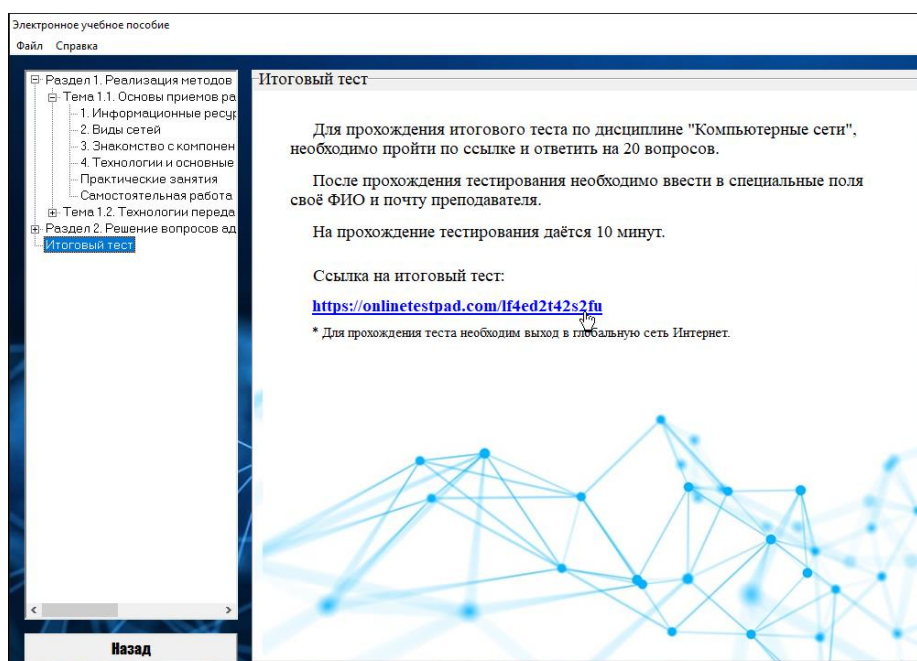 Электронное учебное пособие
Файл Справка
Раздел 1. Реализация методов
Тема 1.1. Основы приемов ра
1. Информационные ресур
2. Виды сетей
3. Знакомство с компонен
4. Технологии и основные
Практические занятия
Самостоятельная работа
Тема 1.2. Технологии переда
Раздел 2. Решение вопросов ад
Итоговый тест
Назад
Итоговый тест
Для прохождения итогового теста по дисциплине "Компьютерные сети",
необходимо пройти по ссылке и ответить на 20 вопросов.
После прохождения тестирования необходимо ввести в специальные поля
своё ФИО и почту преподавателя.
На прохождение тестирования даётся 10 минут.
Ссылка на итоговый тест:
https://onlinetestpad.com/lf4ed2t42s2fu
* Для прохождения теста необходим выход в глобальную сеть Интернет.